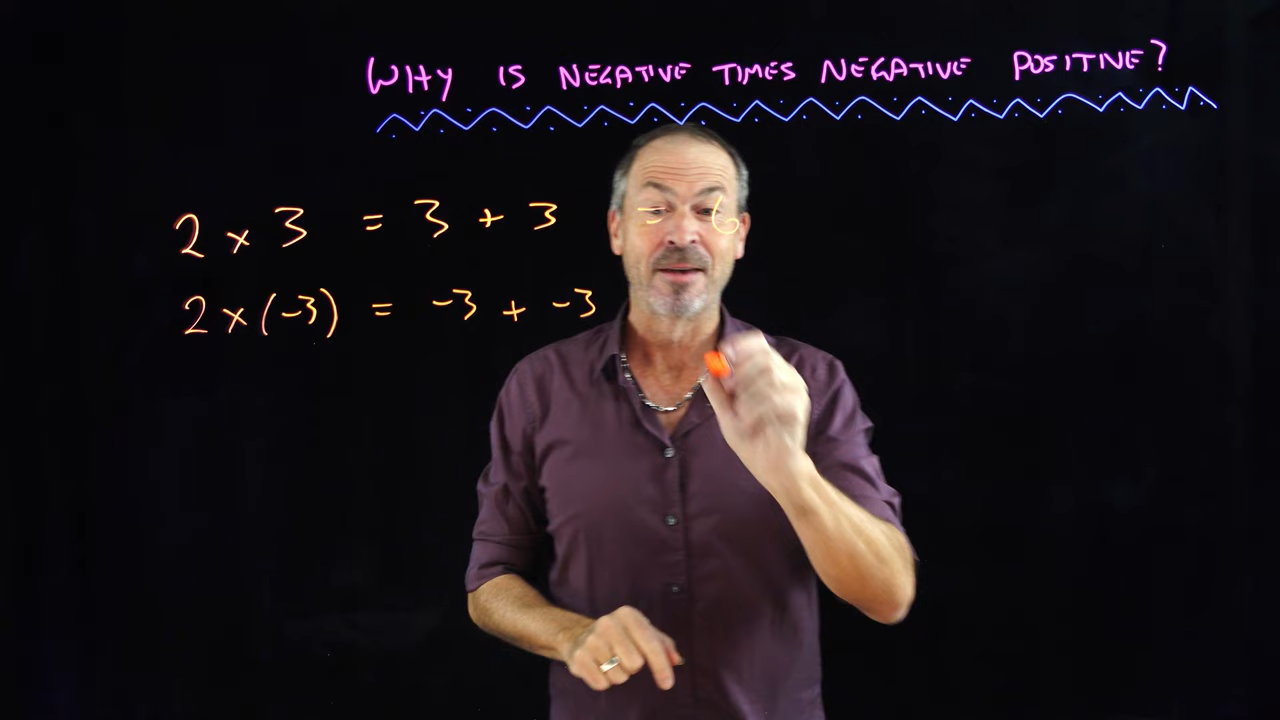 WHY IS NEGATIVE TIMES NEGATIVE POSITIVE?
2 × 3 = 3 + 3 = 6
2 × (-3) = -3 + -3